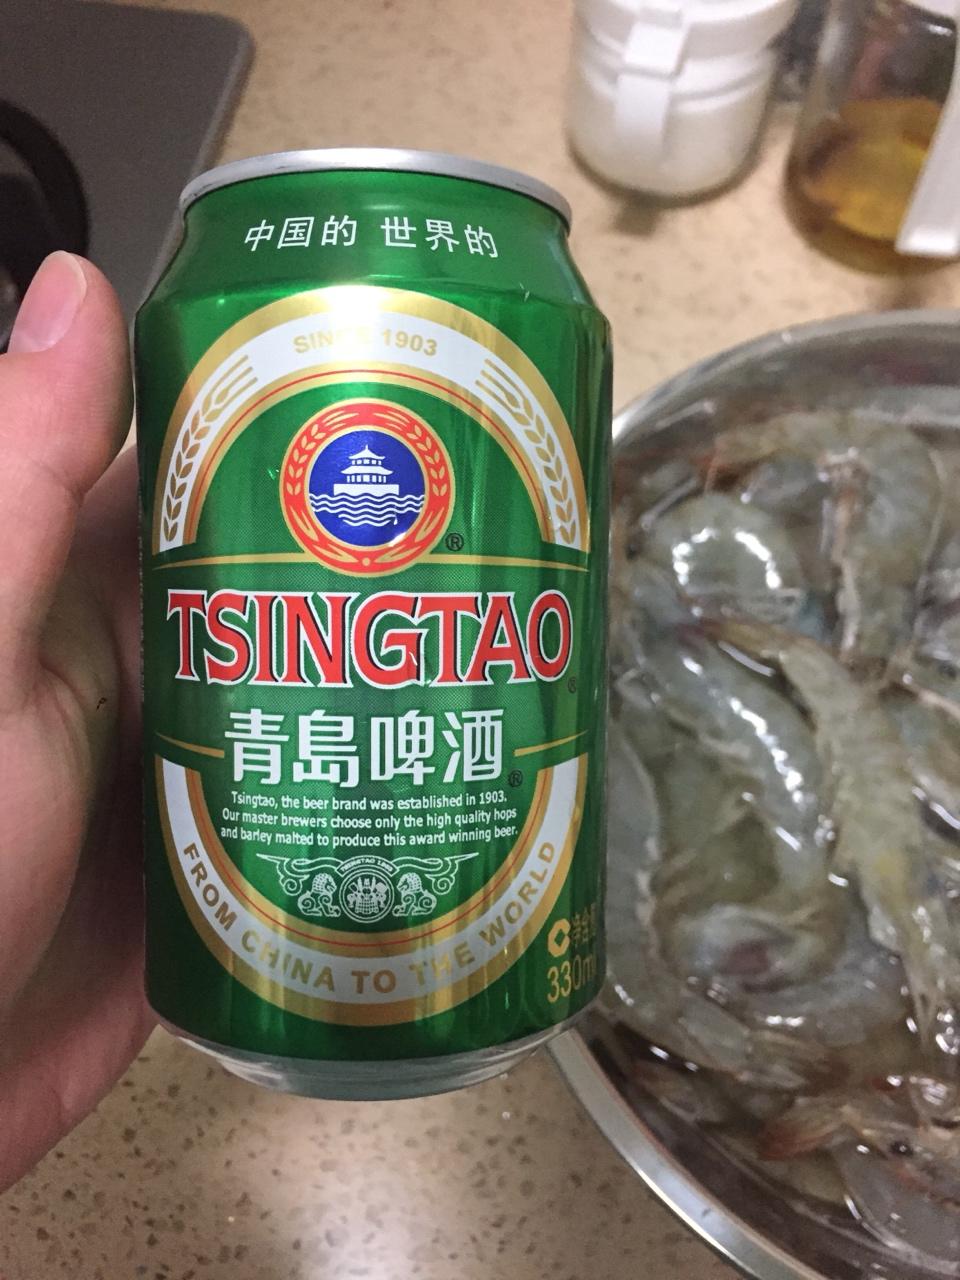 中国的 世界的
SINCE 1903
TSINGTAO
青島啤酒
Tsingtao, the beer brand was established in 1903.
Our master brewers choose only the high quality hops
and barley malted to produce this award winning beer.
FROM CHINA TO THE WORLD
净含
330ml